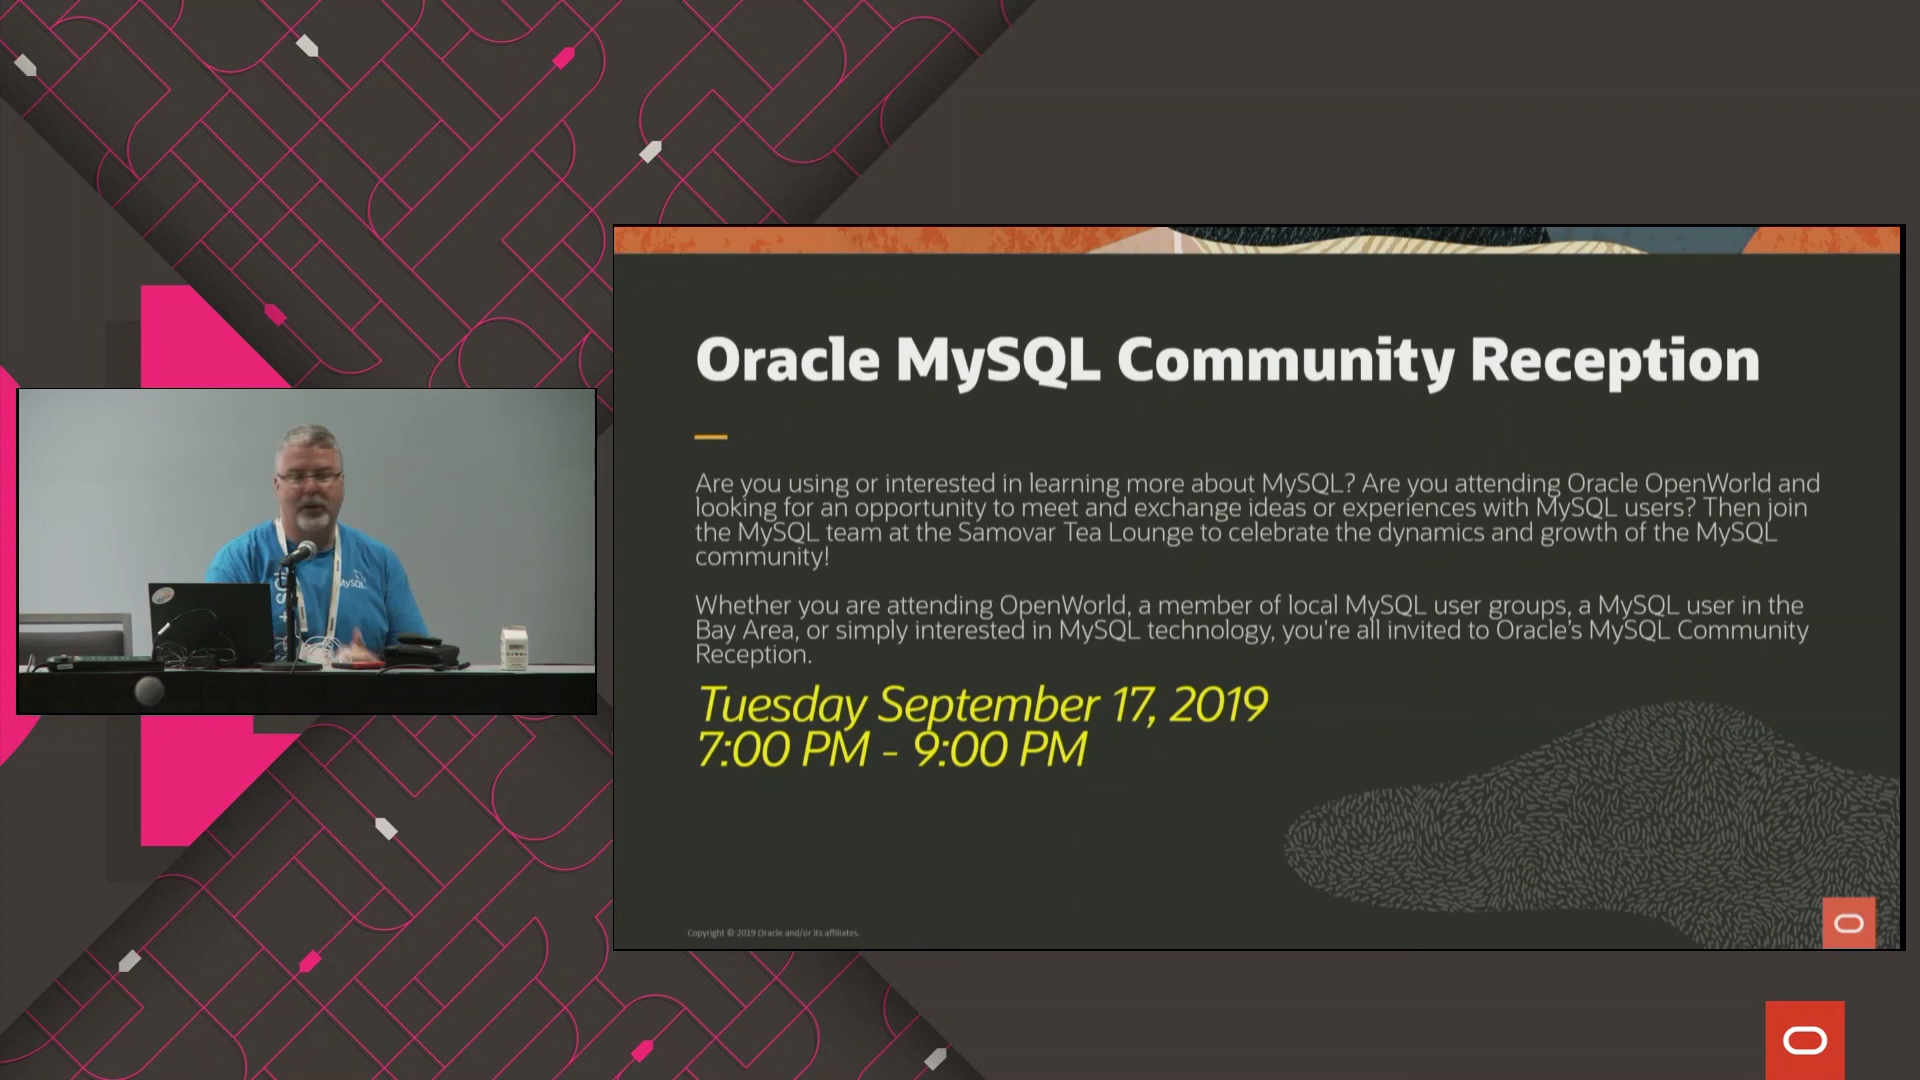 Oracle MySQL Community Reception
Are you using or interested in learning more about MySQL? Are you attending Oracle OpenWorld and
looking for an opportunity to meet and exchange ideas or experiences with MySQL users? Then join
the MySQL team at the Samovar Tea Lounge to celebrate the dynamics and growth of the MySQL
community!
Whether you are attending OpenWorld, a member of local MySQL user groups, a MySQL user in the
Bay Area, or simply interested in MySQL technology, you're all invited to Oracle's MySQL Community
Reception.
Tuesday September 17, 2019
7:00 PM - 9:00 PM
Copyright © 2019 Oracle and/or its affiliates.
MySQL